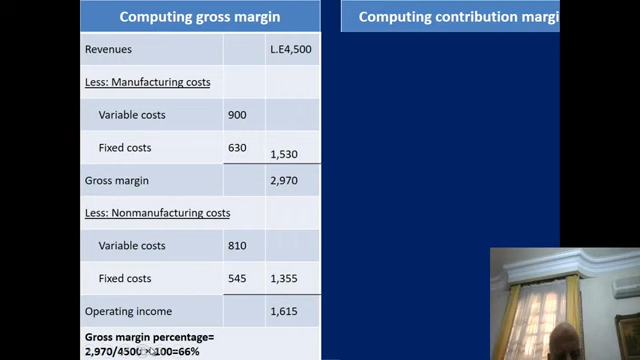 Computing gross margin
Revenues L.E4,500
Less: Manufacturing costs
Variable costs 900
Fixed costs 630 1,530
Gross margin 2,970
Less: Nonmanufacturing costs
Variable costs 810
Fixed costs 545 1,355
Operating income 1,615
Gross margin percentage=
2,970/4500 100=66%
Computing contribution margi